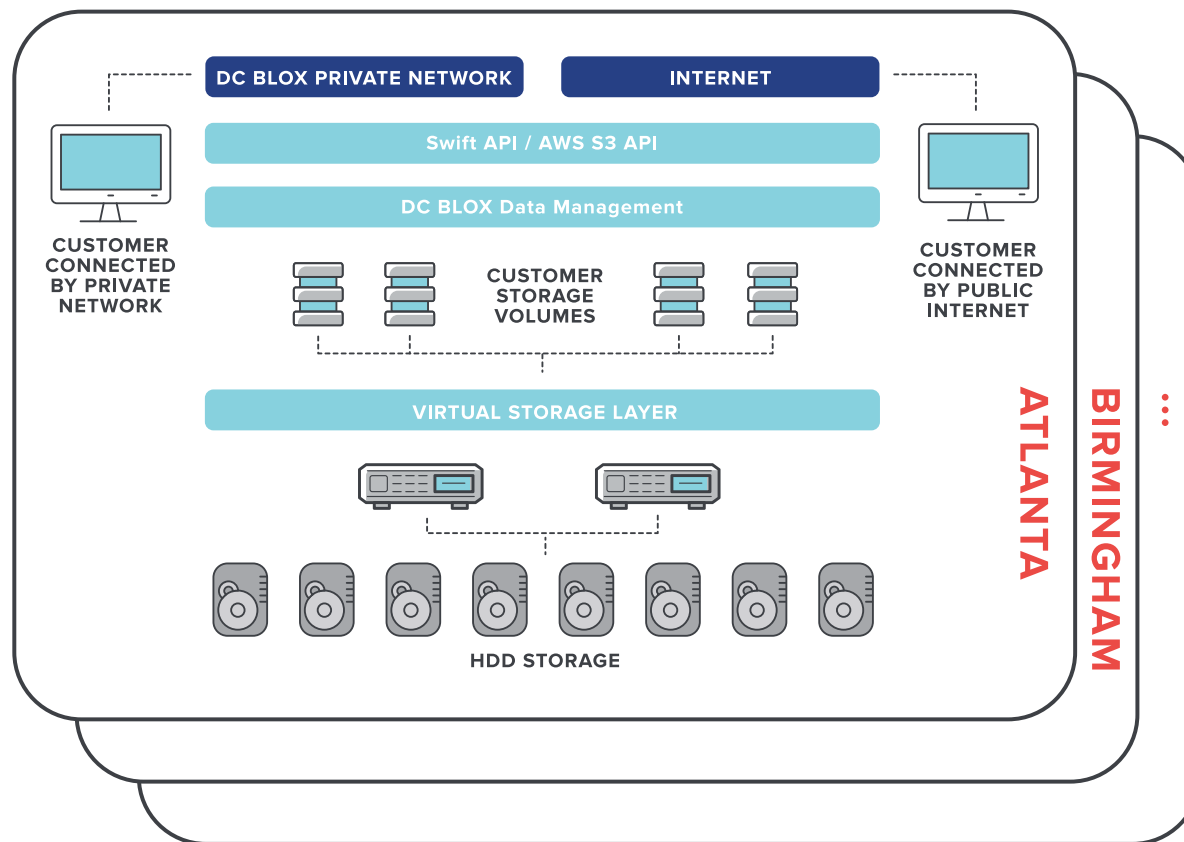 DC BLOX PRIVATE NETWORK
INTERNET
Swift API / AWS S3 API
DC BLOX Data Management
CUSTOMER
CONNECTED
BY PRIVATE
NETWORK
CUSTOMER
STORAGE
VOLUMES
CUSTOMER
CONNECTED
BY PUBLIC
INTERNET
VIRTUAL STORAGE LAYER
HDD STORAGE
ATLANTA
BIRMINGHAM
...